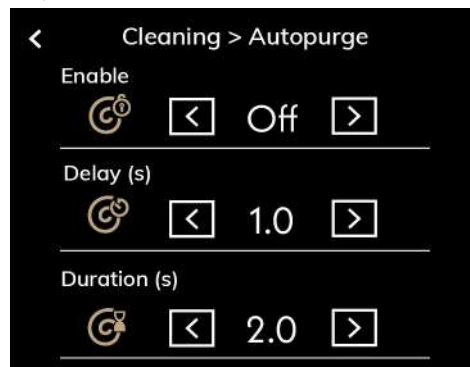 Cleaning > Autopurge
Enable
Off
Delay (s)
1.0
Duration (s)
2.0